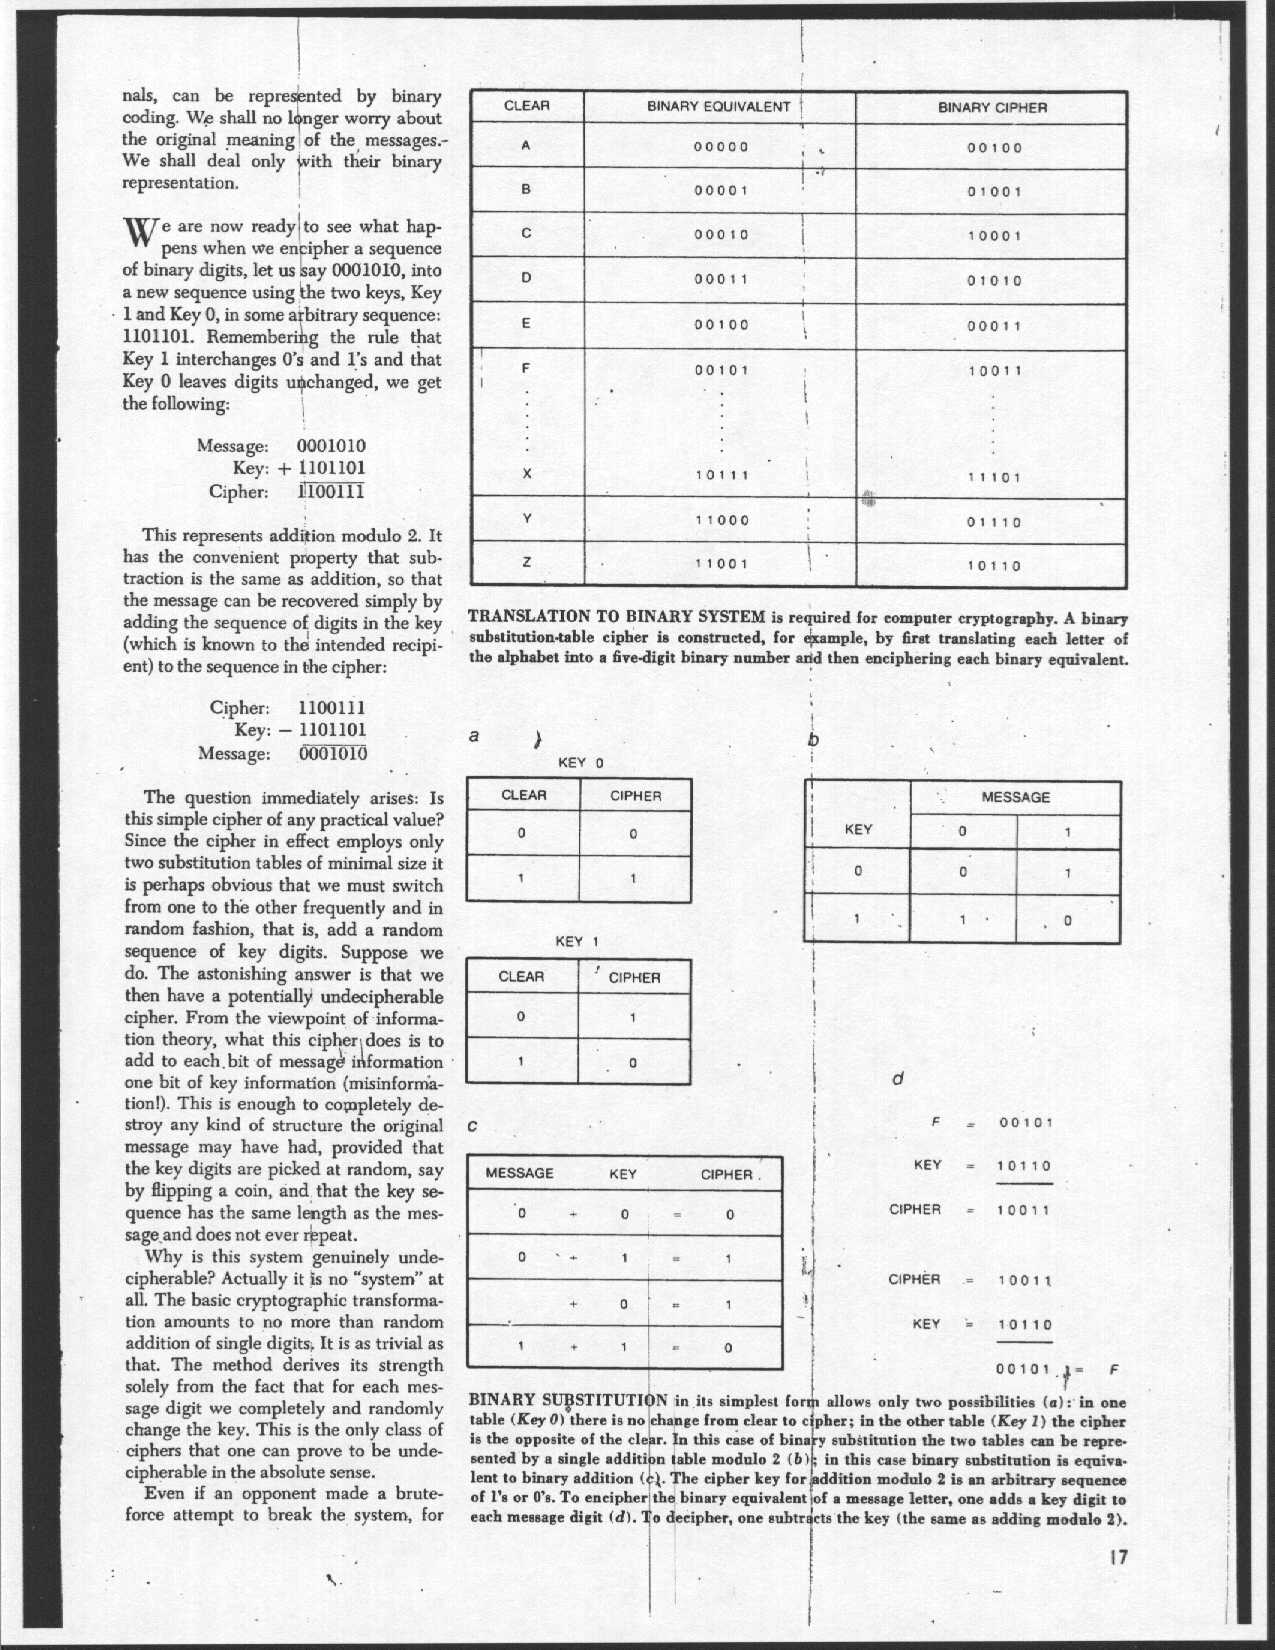 nals, can be represented by binary
coding. We shall no longer worry about
the original meaning of the messages.
We shall deal only with their binary
representation.
We are now ready to see what hap-
pens when we encipher a sequence
of binary digits, let us say 0001010, into
a new sequence using the two keys, Key
1 and Key 0, in some arbitrary sequence:
1101101. Remembering the rule that
Key 1 interchanges 0's and 1's and that
Key 0 leaves digits unchanged, we get
the following:
Message: 0001010
Key: + 1101101
Cipher: 1100111
This represents addition modulo 2. It
has the convenient property that sub-
traction is the same as addition, so that
the message can be recovered simply by
adding the sequence of digits in the key
(which is known to the intended recipi-
ent) to the sequence in the cipher:
Cipher: 1100111
Key: – 1101101
Message: 0001010
The question immediately arises: Is
this simple cipher of any practical value?
Since the cipher in effect employs only
two substitution tables of minimal size it
is perhaps obvious that we must switch
from one to the other frequently and in
random fashion, that is, add a random
sequence of key digits. Suppose we
do. The astonishing answer is that we
then have a potentially undecipherable
cipher. From the viewpoint of informa-
tion theory, what this cipher does is to
add to each bit of message information
one bit of key information (misinforma-
tion!). This is enough to completely de-
stroy any kind of structure the original
message may have had, provided that
the key digits are picked at random, say
by flipping a coin, and that the key se-
quence has the same length as the mes-
sage and does not ever repeat.
Why is this system genuinely unde-
cipherable? Actually it is no "system" at
all. The basic cryptographic transforma-
tion amounts to no more than random
addition of single digits. It is as trivial as
that. The method derives its strength
solely from the fact that for each mes-
sage digit we completely and randomly
change the key. This is the only class of
ciphers that one can prove to be unde-
cipherable in the absolute sense.
Even if an opponent made a brute-
force attempt to break the system, for
CLEAR BINARY EQUIVALENT BINARY CIPHER
A 00000 00100
B 00001 01001
C 00010 10001
D 00011 01010
E 00100 00011
F 00101 10011
X 10111 11101
Y 11000 01110
Z 11001 10110
TRANSLATION TO BINARY SYSTEM is required for computer cryptography. A binary
substitution-table cipher is constructed, for example, by first translating each letter of
the alphabet into a five-digit binary number and then enciphering each binary equivalent.
a
KEY 0
CLEAR CIPHER
0 0
1 1
KEY 1
CLEAR CIPHER
0 1
1 0
b
MESSAGE
KEY 0 1
0 0 1
1 1 0
c
MESSAGE KEY CIPHER
0 + 0 = 0
0 + 1 = 1
+ 0 = 1
1 + 1 = 0
d
F = 00101
KEY = 10110
CIPHER = 10011
CIPHER = 10011
KEY = 10110
00101 = F
BINARY SUBSTITUTION in its simplest form allows only two possibilities (a): in one
table (Key 0) there is no change from clear to cipher; in the other table (Key 1) the cipher
is the opposite of the clear. In this case of binary substitution the two tables can be repre-
sented by a single addition table modulo 2 (b); in this case binary substitution is equiva-
lent to binary addition (c). The cipher key for addition modulo 2 is an arbitrary sequence
of 1's or 0's. To encipher the binary equivalent of a message letter, one adds a key digit to
each message digit (d). To decipher, one subtracts the key (the same as adding modulo 2).
17